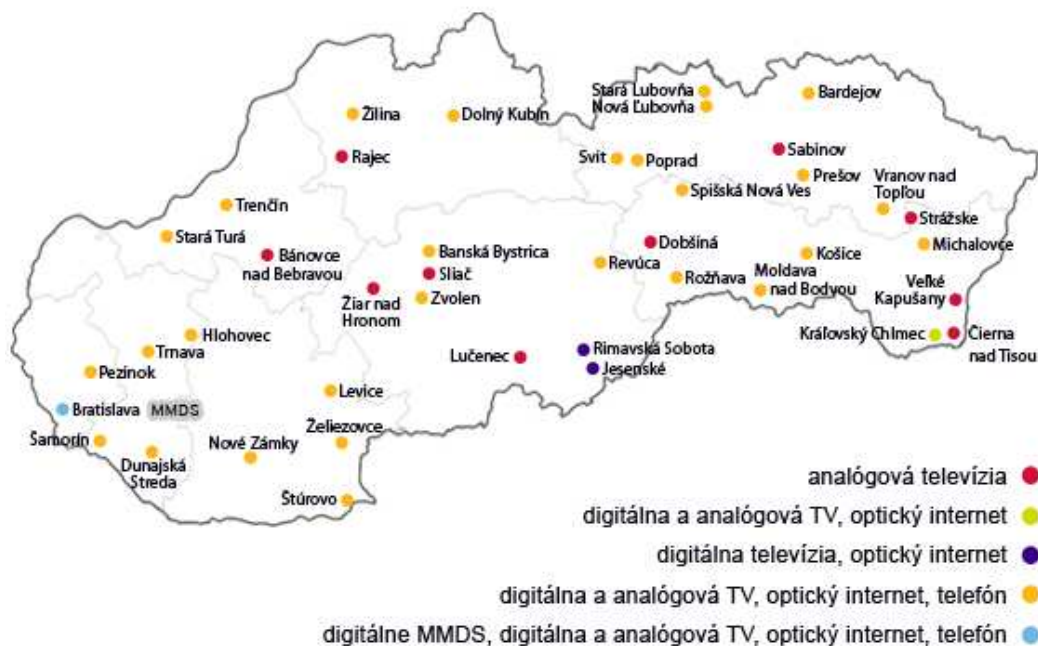 Stará Ľubovňa
Nová Ľubovňa
Bardejov
Žilina
Dolný Kubín
Rajec
Svit
Poprad
Sabinov
Prešov
Vranov nad
Topľou
Spišská Nová Ves
Strážske
Trenčín
Stará Turá
Michalovce
Banská Bystrica
Dobšiná
Košice
Bánovce
nad Bebravou
Sliač
Revúca
Rožňava
Moldava
nad Bodvou
Veľké
Kapušany
Žiar nad
Hronom
Zvolen
Hlohovec
Kráľovský Chlmec
Čierna
nad Tisou
Trnava
Lučenec
Rimavská Sobota
Jesenské
Pezinok
Levice
Bratislava
MMDS
Šamorín
Dunajská
Streda
Nové Zámky
Želiezovce
Štúrovo
analógová televízia
digitálna a analógová TV, optický internet
digitálna televízia, optický internet
digitálna a analógová TV, optický internet, telefón
digitálne MMDS, digitálna a analógová TV, optický internet, telefón